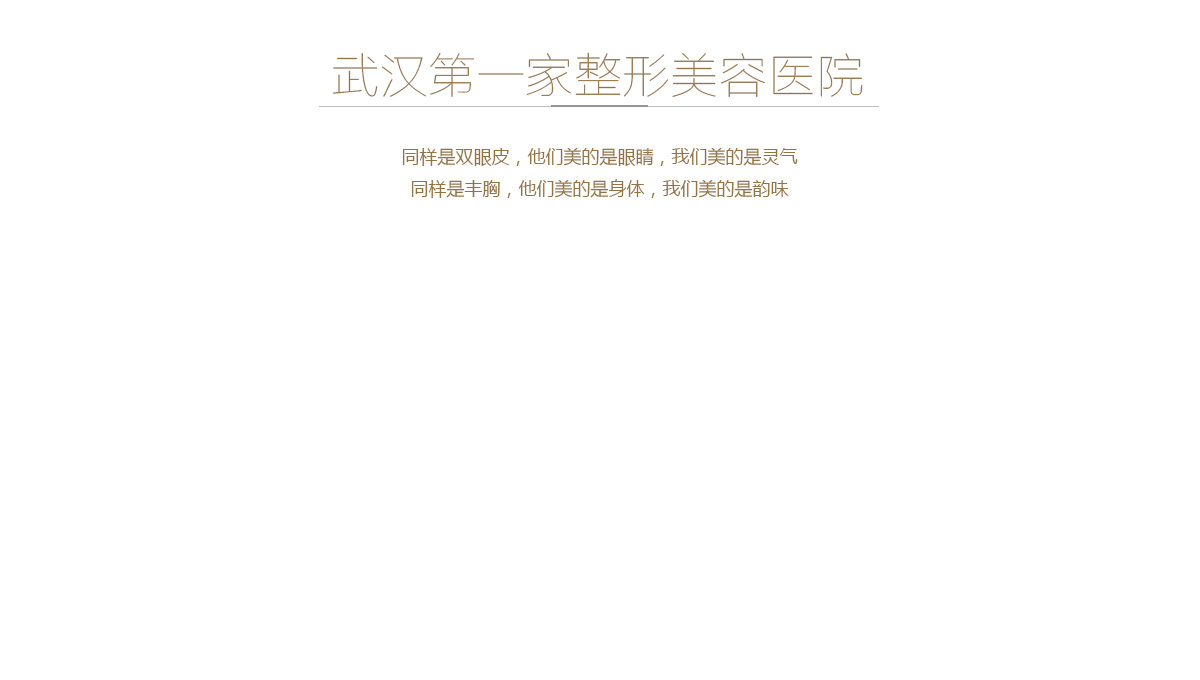 武汉第一家整形美容医院
同样是双眼皮，他们美的是眼睛，我们美的是灵气
同样是丰胸，他们美的是身体，我们美的是韵味